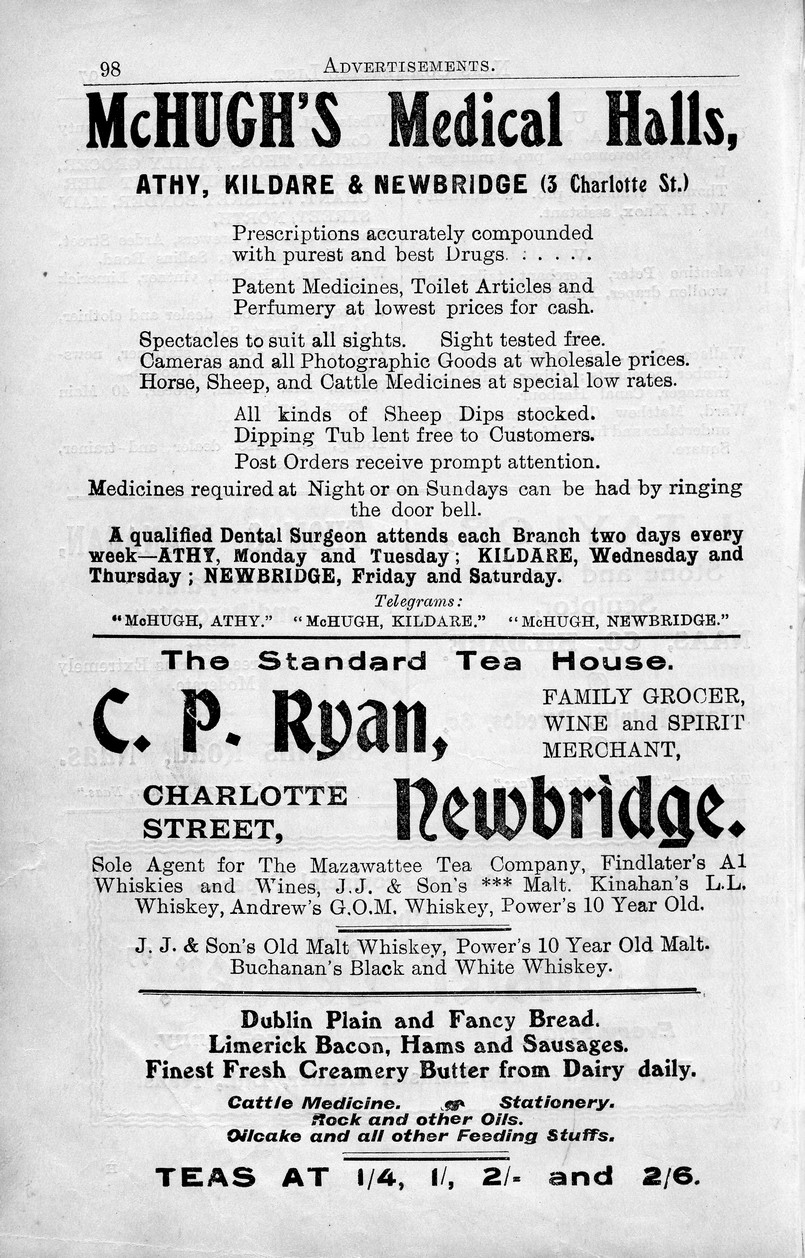 98
ADVERTISEMENTS.
McHUGH'S Medical Halls,
ATHY, KILDARE & NEWBRIDGE (3 Charlotte St.)
Prescriptions accurately compounded
with purest and best Drugs. : . . . .
Patent Medicines, Toilet Articles and
Perfumery at lowest prices for cash.
Spectacles to suit all sights. Sight tested free.
Cameras and all Photographic Goods at wholesale prices.
Horse, Sheep, and Cattle Medicines at special low rates.
All kinds of Sheep Dips stocked.
Dipping Tub lent free to Customers.
Post Orders receive prompt attention.
Medicines required at Night or on Sundays can be had by ringing
the door bell.
A qualified Dental Surgeon attends each Branch two days every
week—ATHY, Monday and Tuesday; KILDARE, Wednesday and
Thursday; NEWBRIDGE, Friday and Saturday.
Telegrams:
"McHUGH, ATHY." "McHUGH, KILDARE." "McHUGH, NEWBRIDGE."
The Standard Tea House.
C. P. Ryan,
FAMILY GROCER,
WINE and SPIRIT
MERCHANT,
CHARLOTTE
STREET,
Newbridge.
Sole Agent for The Mazawattee Tea Company, Findlater's A1
Whiskies and Wines, J.J. & Son's *** Malt. Kinahan's L.L.
Whiskey, Andrew's G.O.M. Whiskey, Power's 10 Year Old.
J. J. & Son's Old Malt Whiskey, Power's 10 Year Old Malt.
Buchanan's Black and White Whiskey.
Dublin Plain and Fancy Bread.
Limerick Bacon, Hams and Sausages.
Finest Fresh Creamery Butter from Dairy daily.
Cattle Medicine. Stationery.
Rock and other Oils.
Oilcake and all other Feeding Stuffs.
TEAS AT 1/4, 1/, 2/- and 2/6.